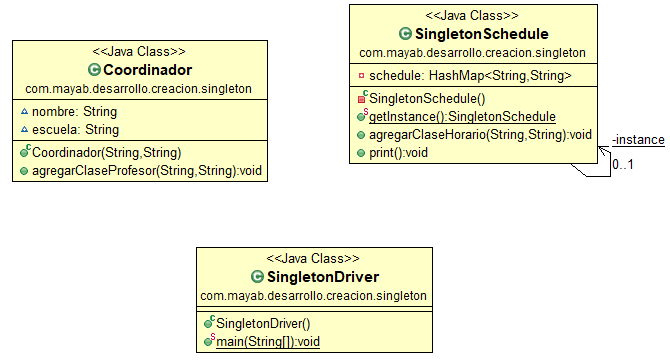 <<Java Class>>
Coordinador
com.mayab.desarrollo.creacion.singleton
nombre: String
escuela: String
Coordinador(String,String)
agregarClaseProfesor(String,String):void
<<Java Class>>
SingletonSchedule
com.mayab.desarrollo.creacion.singleton
schedule: HashMap<String,String>
SingletonSchedule()
getInstance():SingletonSchedule
agregarClaseHorario(String,String):void
print():void
-instance
0..1
<<Java Class>>
SingletonDriver
com.mayab.desarrollo.creacion.singleton
SingletonDriver()
main(String[]):void